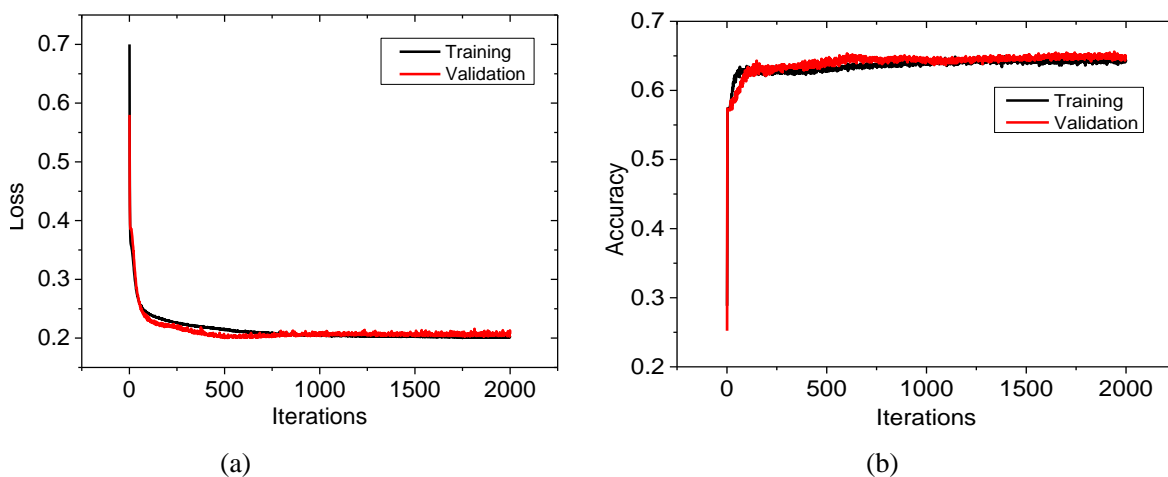 0.7
0.6
0.5
0.4
0.3
0.2
Loss
0 500 1000 1500 2000
Iterations
Training
Validation
(a)
0.7
0.6
0.5
0.4
0.3
0.2
Accuracy
0 500 1000 1500 2000
Iterations
Training
Validation
(b)